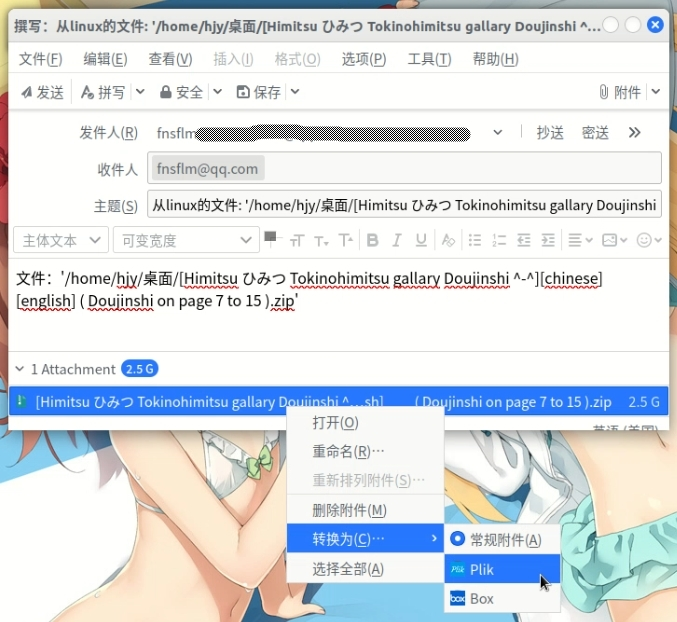 撰写：从linux的文件: '/home/hjy/桌面/[Himitsu ひみつ Tokinohimitsu gallary Doujinshi ^...
文件(F) 编辑(E) 查看(V) 插入(I) 格式(O) 选项(P) 工具(T) 帮助(H)
发送 拼写 安全 保存 附件
发件人(R) fnsflm 抄送 密送
收件人 fnsflm@qq.com
主题(S) 从linux的文件: '/home/hjy/桌面/[Himitsu ひみつ Tokinohimitsu gallary Doujinshi
主体文本 可变宽度
文件：'/home/hjy/桌面/[Himitsu ひみつ Tokinohimitsu gallary Doujinshi ^-^][chinese]
[english] ( Doujinshi on page 7 to 15 ).zip'
1 Attachment 2.5 G
[Himitsu ひみつ Tokinohimitsu gallary Doujinshi ^…sh] ( Doujinshi on page 7 to 15 ).zip 2.5 G
打开(O)
重命名(R)…
重新排列附件(S)…
删除附件(M)
转换为(C)… 常规附件(A)
选择全部(A) Plik
Box